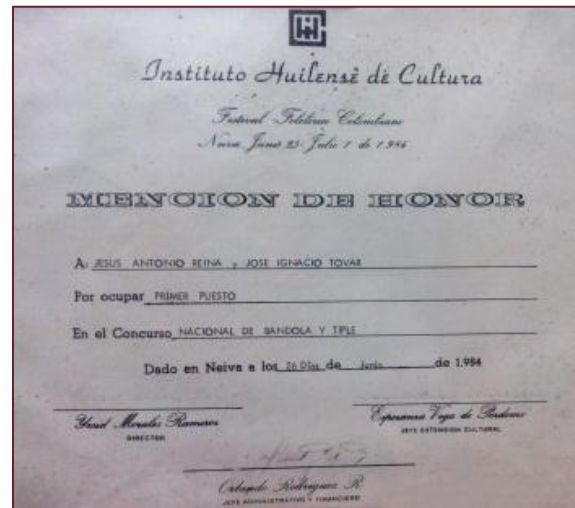 Instituto Huilense de Cultura
Festival Folclórico Colombiano
Neiva, Junio 25 - Julio 1 de 1.984
MENCION DE HONOR
A: JESUS ANTONIO REINA y JOSE IGNACIO TOVAR
Por ocupar PRIMER PUESTO
En el Concurso NACIONAL DE BANDOLA Y TIPLE
Dado en Neiva a los 26 Días de Junio de 1.984
Yesid Morales Ramirez
DIRECTOR
Esperanza Vega de Perdomo
JEFE EXTENSION CULTURAL
Orlando Rodriguez R.
JEFE ADMINISTRATIVO Y FINANCIERO